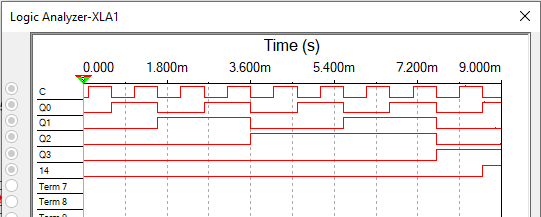 Logic Analyzer-XLA1
Time (s)
0.000 1.800m 3.600m 5.400m 7.200m 9.000m
C
Q0
Q1
Q2
Q3
14
Term 7
Term 8